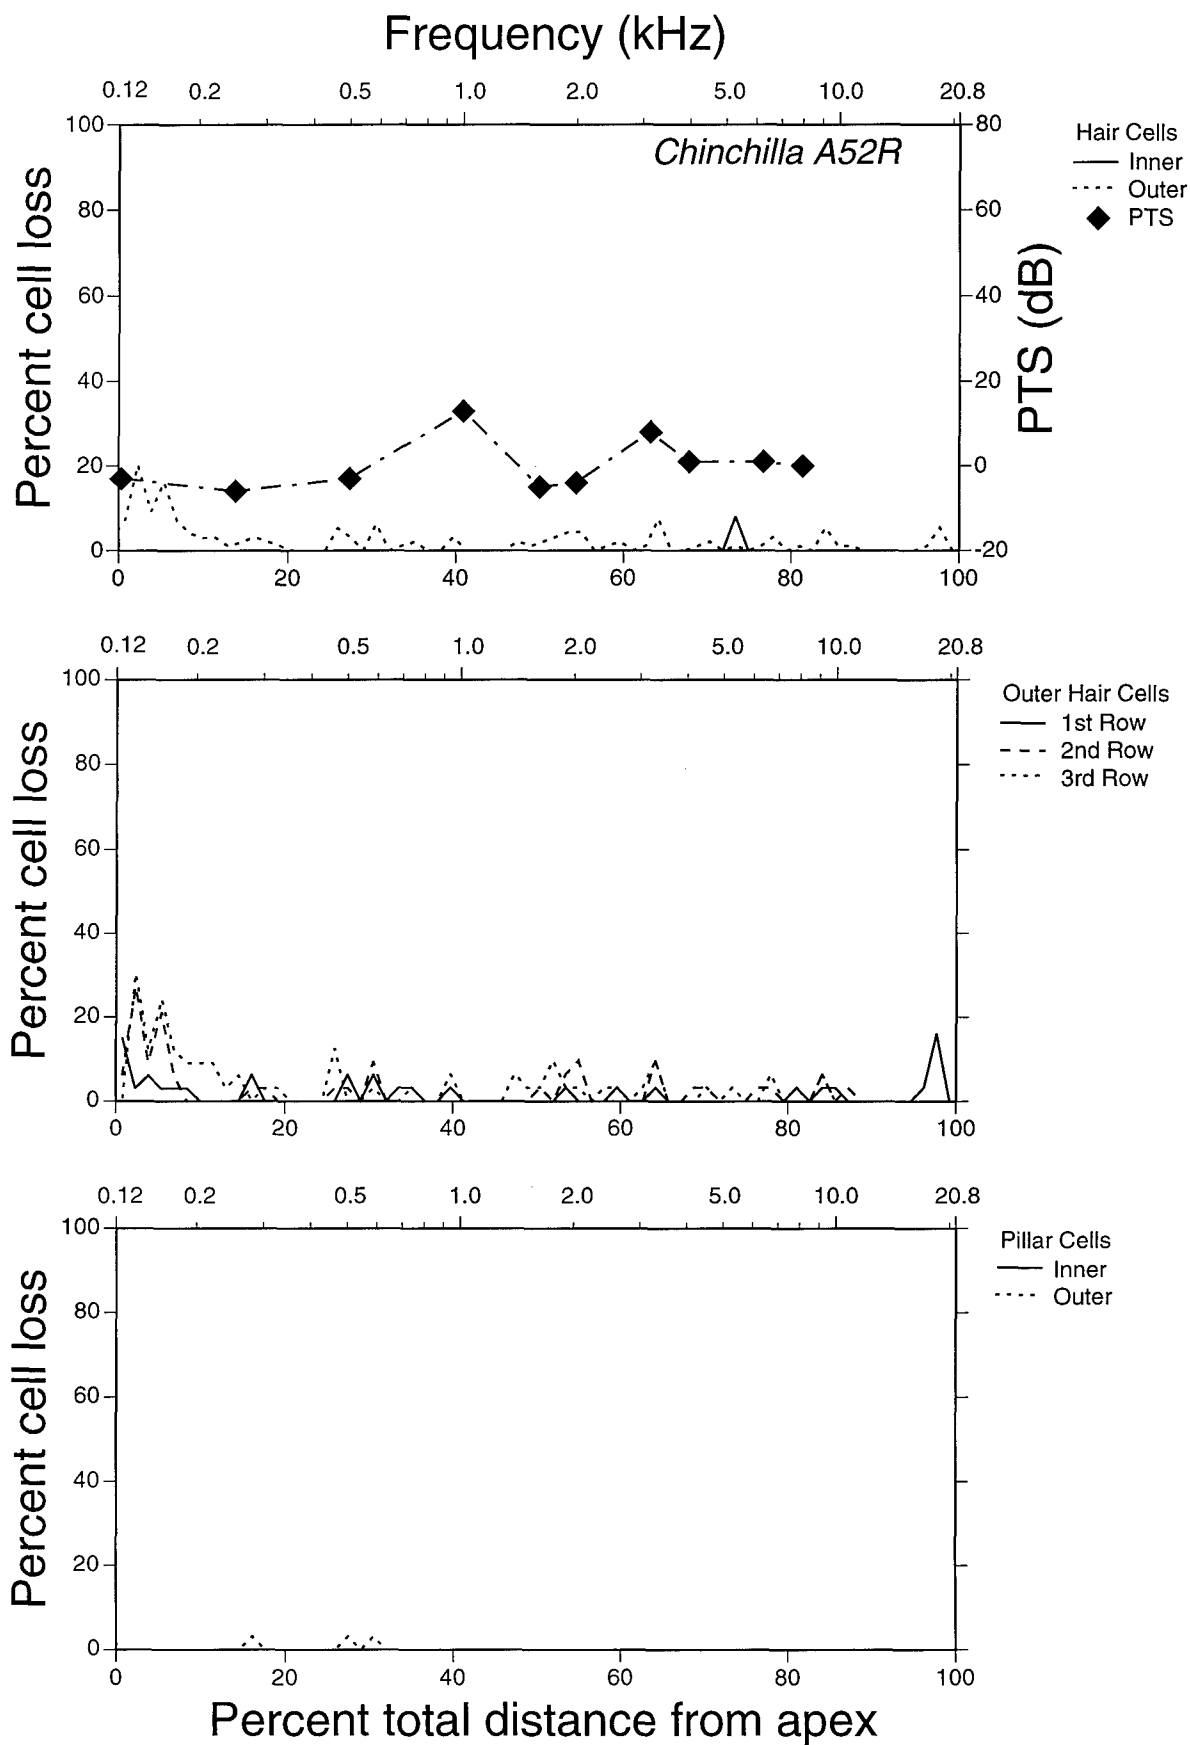 Frequency (kHz)
0.12 0.2 0.5 1.0 2.0 5.0 10.0 20.8
Chinchilla A52R
Percent cell loss
100 80 60 40 20 0
80 60 40 20 0 -20
PTS (dB)
0 20 40 60 80 100
Hair Cells
Inner
Outer
PTS
0.12 0.2 0.5 1.0 2.0 5.0 10.0 20.8
Percent cell loss
100 80 60 40 20 0
0 20 40 60 80 100
Outer Hair Cells
1st Row
2nd Row
3rd Row
0.12 0.2 0.5 1.0 2.0 5.0 10.0 20.8
Percent cell loss
100 80 60 40 20 0
0 20 40 60 80 100
Pillar Cells
Inner
Outer
Percent total distance from apex